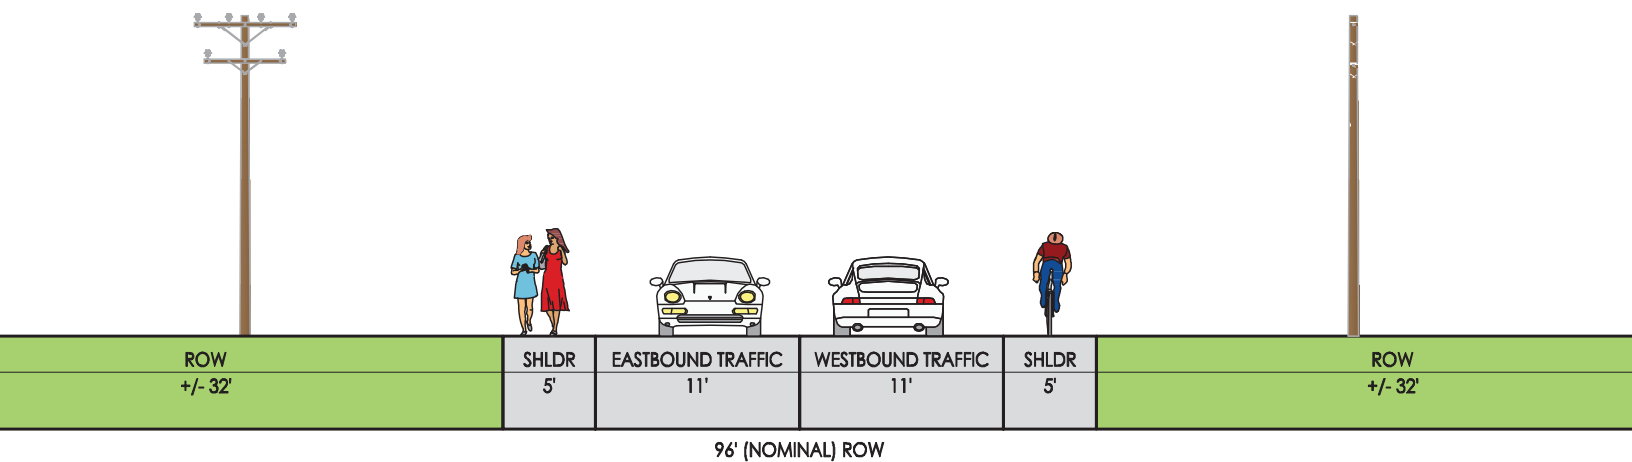 ROW
+/- 32'
SHLDR
5'
EASTBOUND TRAFFIC
11'
WESTBOUND TRAFFIC
11'
SHLDR
5'
ROW
+/- 32'
96' (NOMINAL) ROW